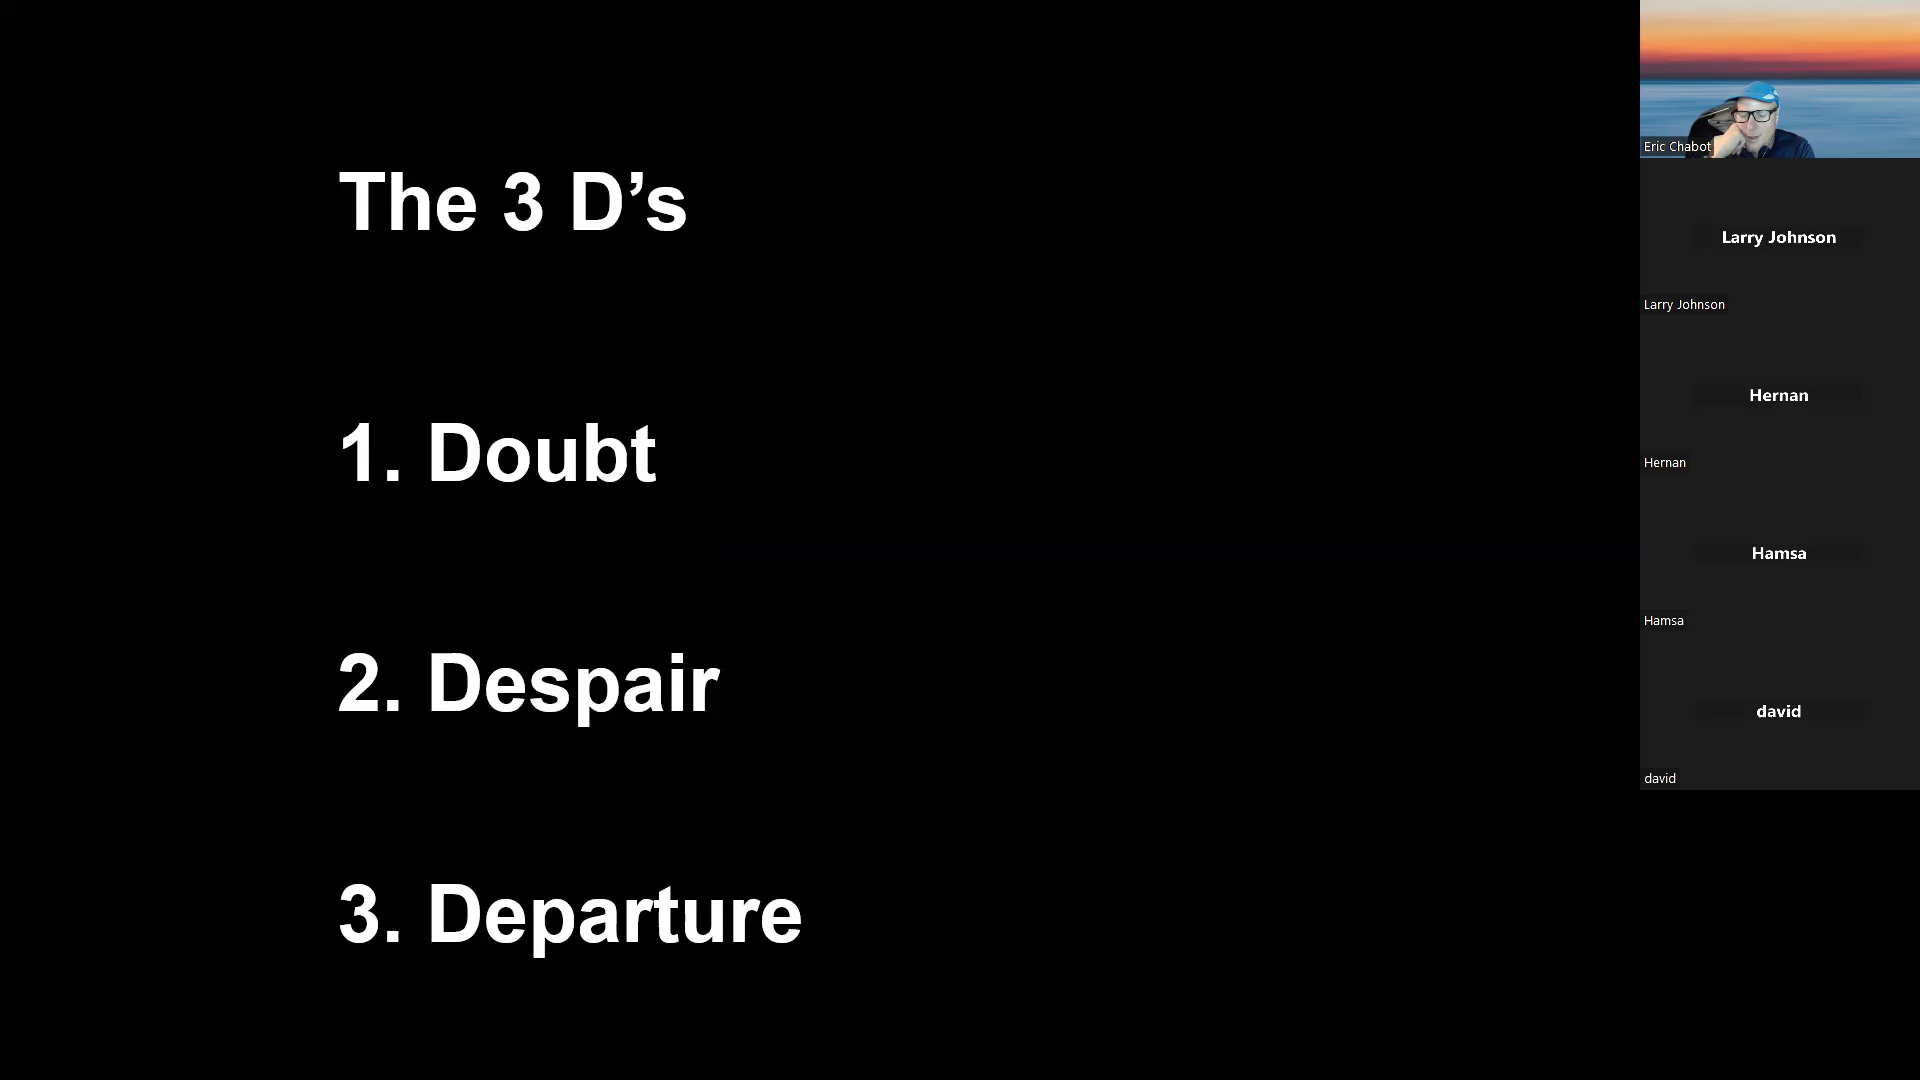 The 3 D’s
1. Doubt
2. Despair
3. Departure
Eric Chabot
Larry Johnson
Larry Johnson
Hernan
Hernan
Hamsa
Hamsa
david
david